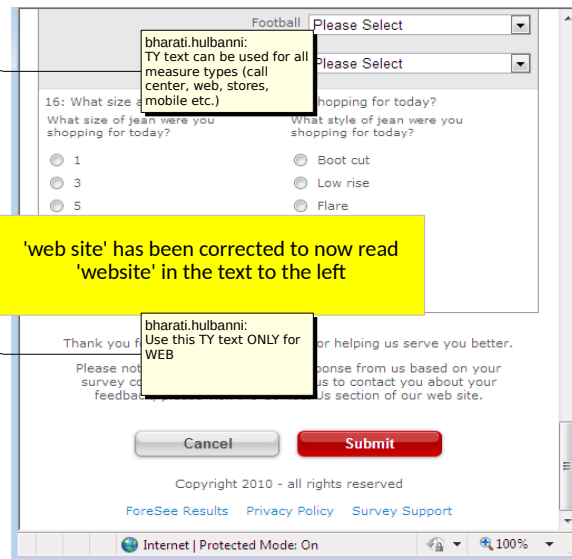 Football Please Select
bharati.hulbanni:
TY text can be used for all
measure types (call
center, web, stores,
mobile etc.)
Please Select
16: What size hopping for today?
What size of jean were you
shopping for today?
What style of jean were you
shopping for today?
1
Boot cut
3
Low rise
5
Flare
'web site' has been corrected to now read
'website' in the text to the left
bharati.hulbanni:
Use this TY text ONLY for
WEB
Thank you or helping us serve you better.
Please not onse from us based on your
survey us to contact you about your
Us section of our web site.
Cancel
Submit
Copyright 2010 - all rights reserved
ForeSee Results Privacy Policy Survey Support
Internet | Protected Mode: On
100%